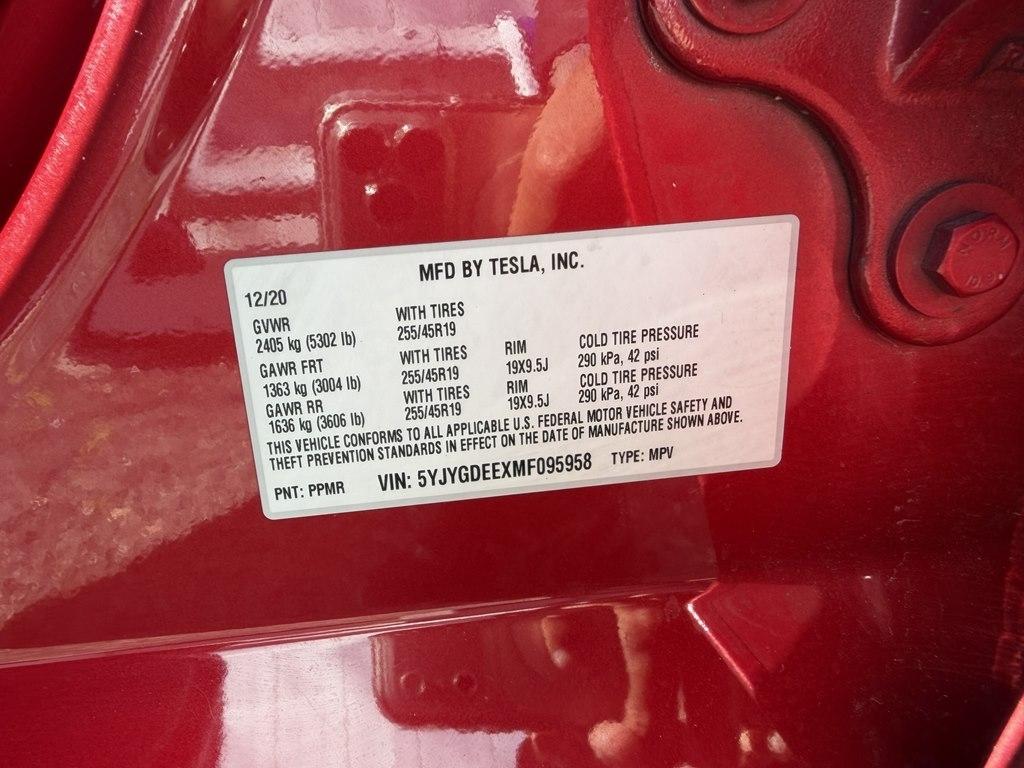 MFD BY TESLA, INC.
12/20
GVWR WITH TIRES
2405 kg (5302 lb) 255/45R19
GAWR FRT WITH TIRES RIM COLD TIRE PRESSURE
1363 kg (3004 lb) 255/45R19 19X9.5J 290 kPa, 42 psi
GAWR RR WITH TIRES RIM COLD TIRE PRESSURE
1636 kg (3606 lb) 255/45R19 19X9.5J 290 kPa, 42 psi
THIS VEHICLE CONFORMS TO ALL APPLICABLE U.S. FEDERAL MOTOR VEHICLE SAFETY AND
THEFT PREVENTION STANDARDS IN EFFECT ON THE DATE OF MANUFACTURE SHOWN ABOVE.
PNT: PPMR VIN: 5YJYGDEEXMF095958 TYPE: MPV